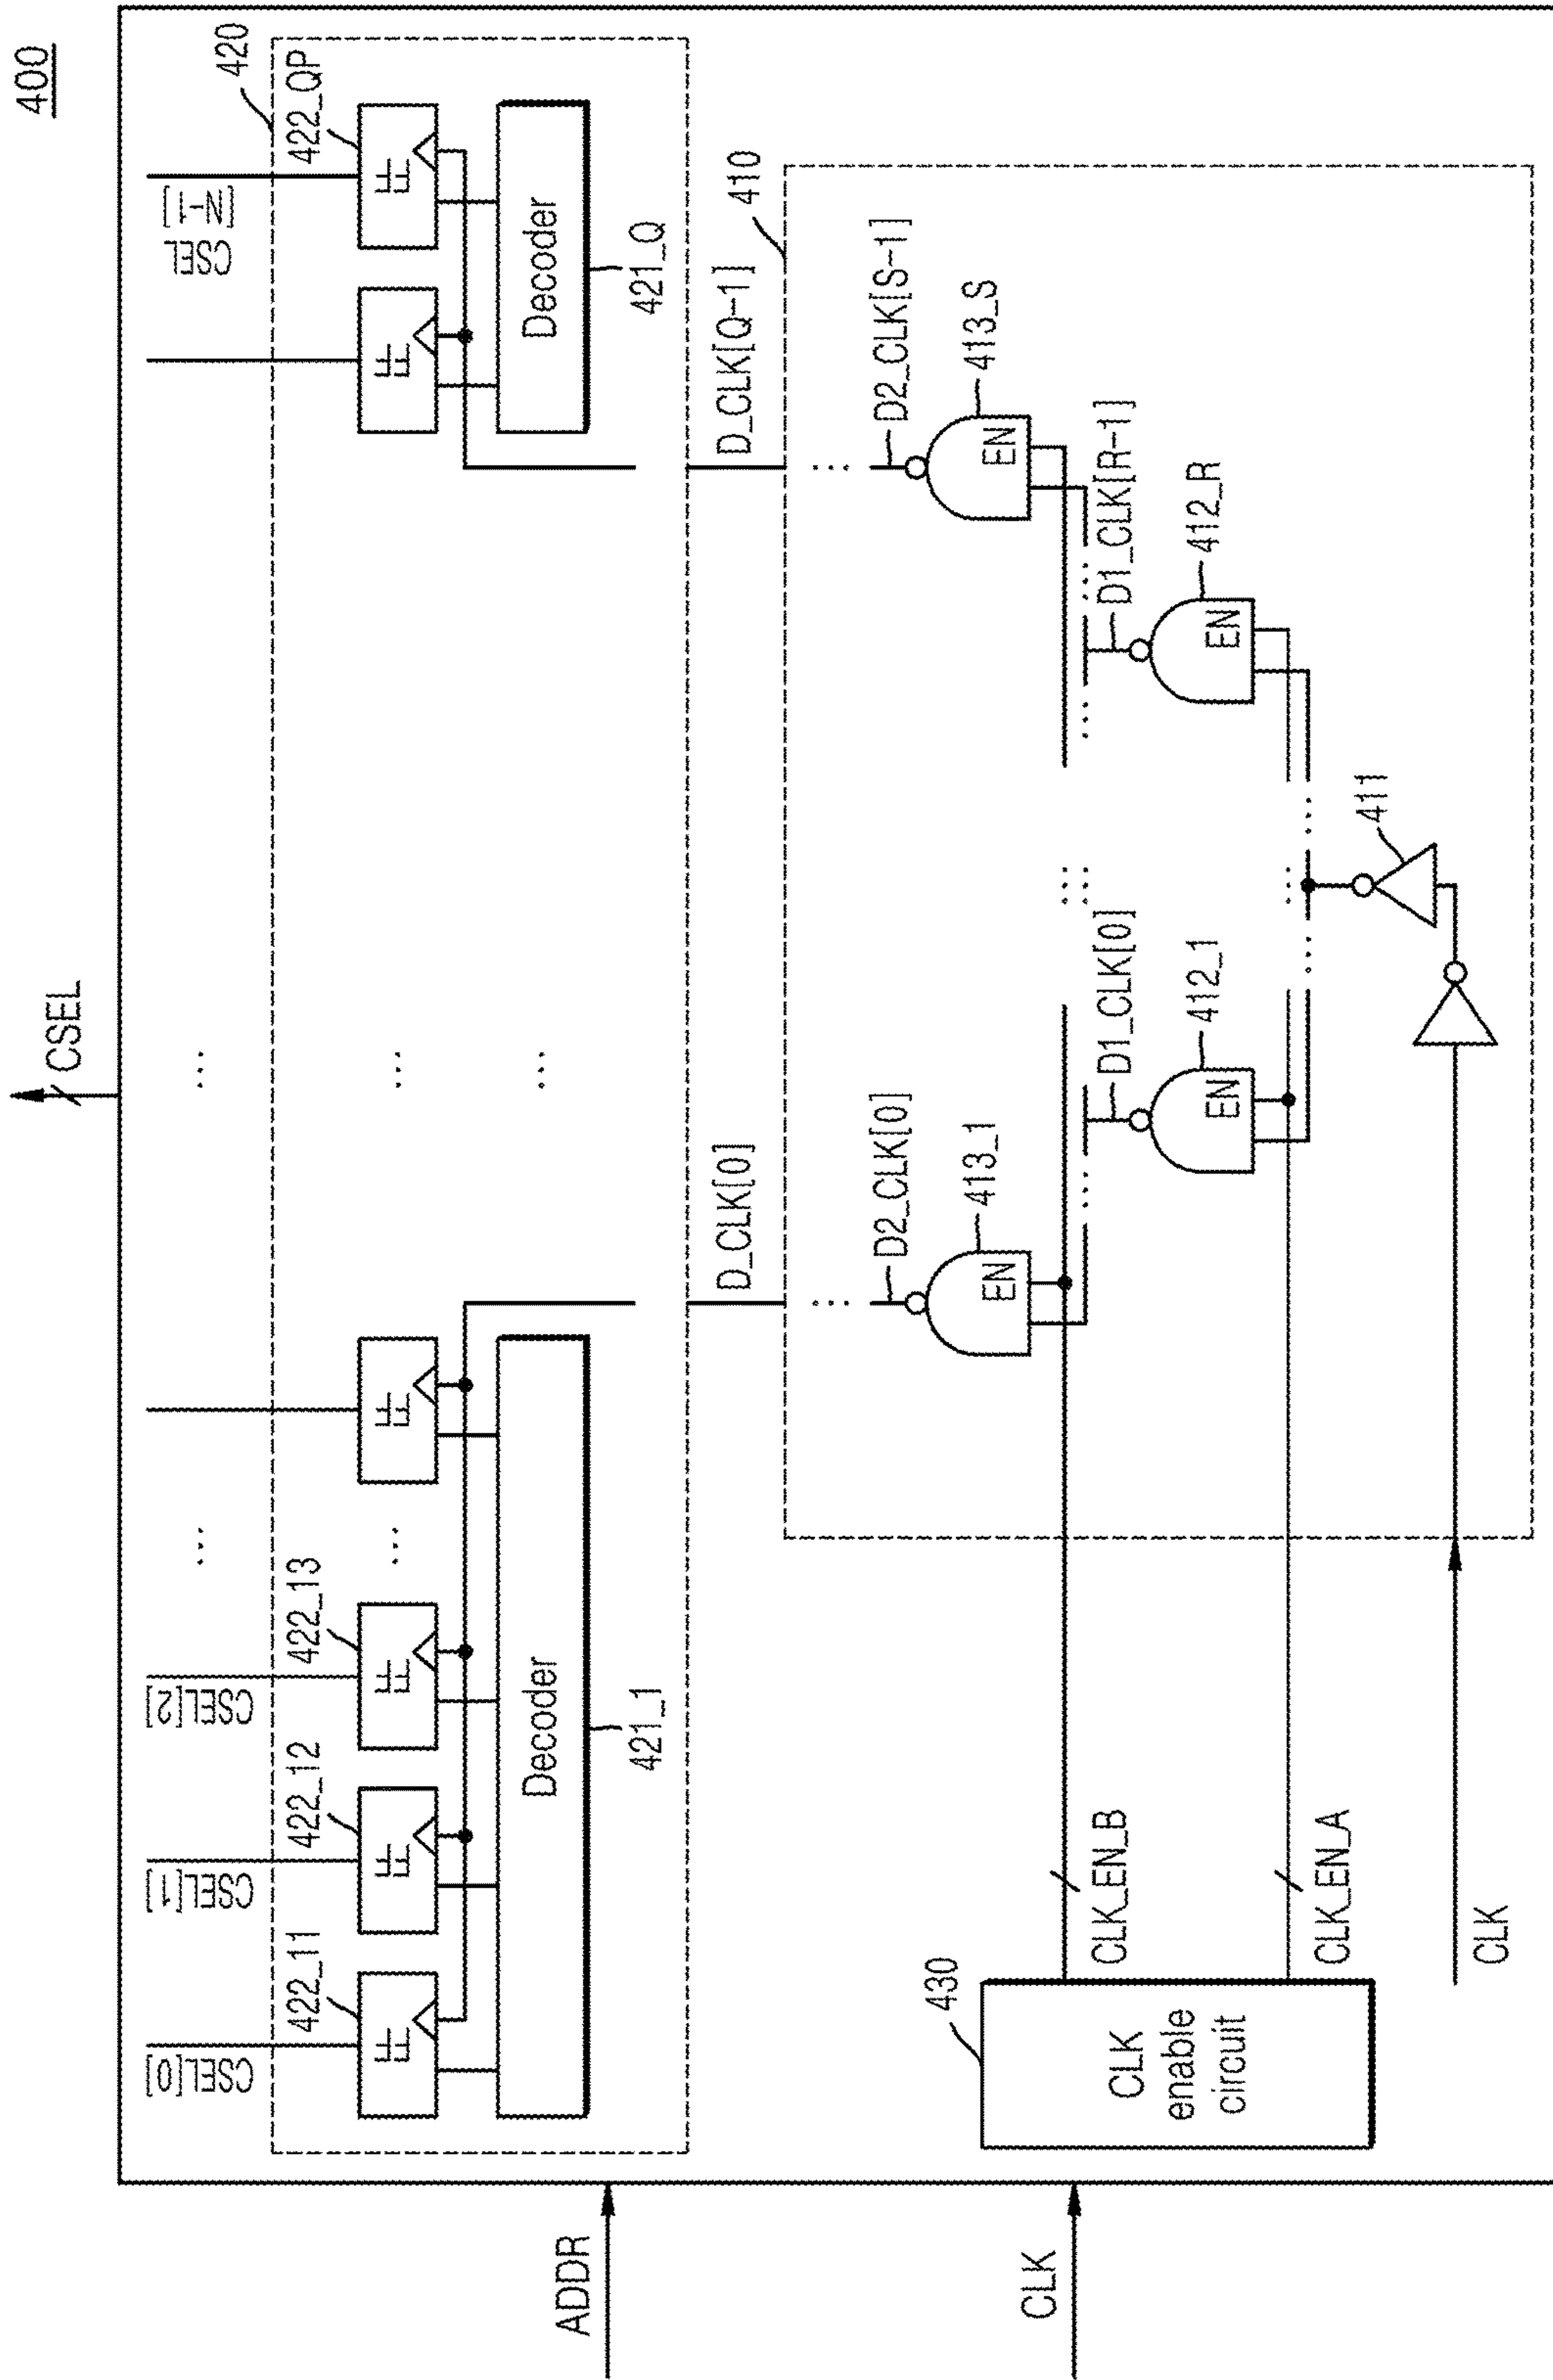 400
CSEL
420
CSEL[0]
CSEL[1]
CSEL[2]
...
...
CSEL
[N-1]
422_11
422_12
422_13
422_QP
FF
FF
FF
...
FF
...
FF
FF
Decoder
...
Decoder
421_1
421_Q
ADDR
D_CLK[0]
D_CLK[Q-1]
410
...
D2_CLK[0]
...
D2_CLK[S-1]
413_1
413_S
EN
EN
...
...
...
...
...
D1_CLK[0]
D1_CLK[R-1]
412_1
412_R
EN
EN
...
...
...
411
430
CLK
enable
circuit
CLK_EN_B
CLK_EN_A
CLK
CLK